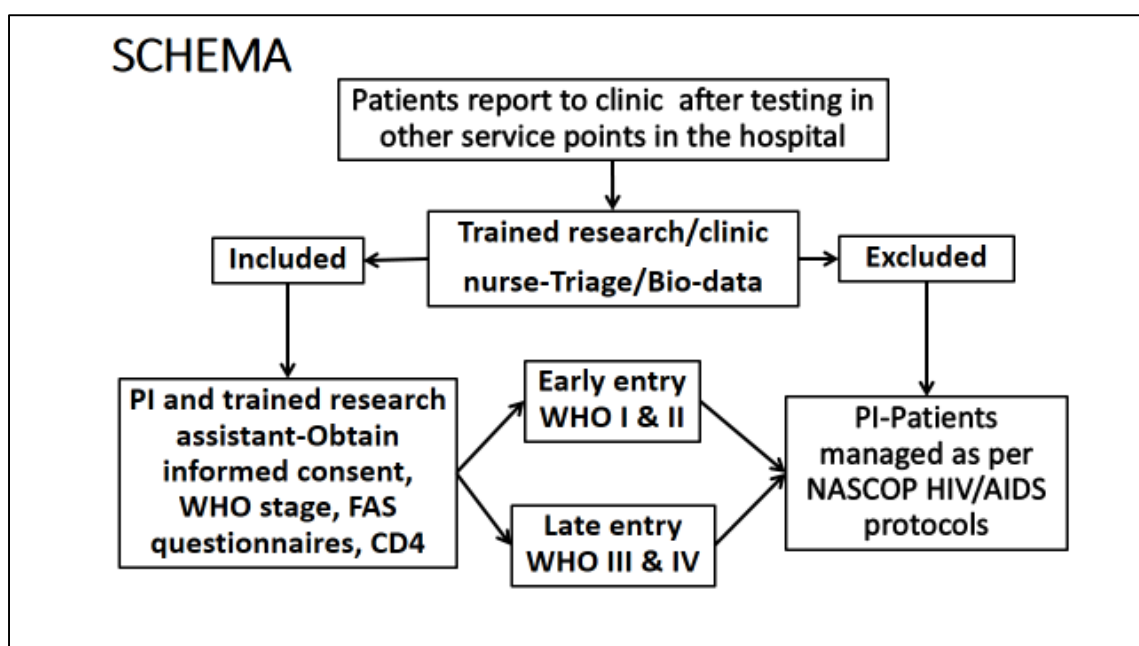 SCHEMA
Patients report to clinic after testing in
other service points in the hospital
Trained research/clinic
nurse-Triage/Bio-data
Included
Excluded
PI and trained research
assistant-Obtain
informed consent,
WHO stage, FAS
questionnaires, CD4
Early entry
WHO I & II
Late entry
WHO III & IV
PI-Patients
managed as per
NASCOP HIV/AIDS
protocols